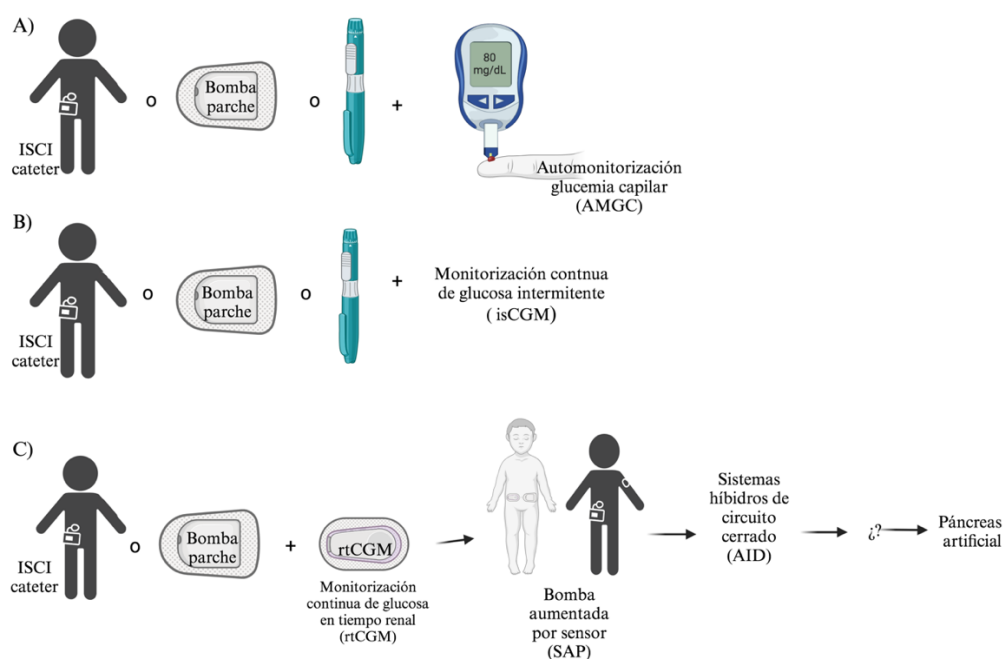 A)
ISCI
cateter
o
Bomba
parche
o
+
80
mg/dL
Automonitorización
glucemia capilar
(AMGC)
B)
ISCI
cateter
o
Bomba
parche
o
+
Monitorización contnua
de glucosa intermitente
( isCGM)
C)
ISCI
cateter
o
Bomba
parche
+
rtCGM
Monitorización
continua de glucosa
en tiempo renal
(rtCGM)
Bomba
aumentada
por sensor
(SAP)
Sistemas
híbidros de
circuito
cerrado
(AID)
¿?
Páncreas
artificial